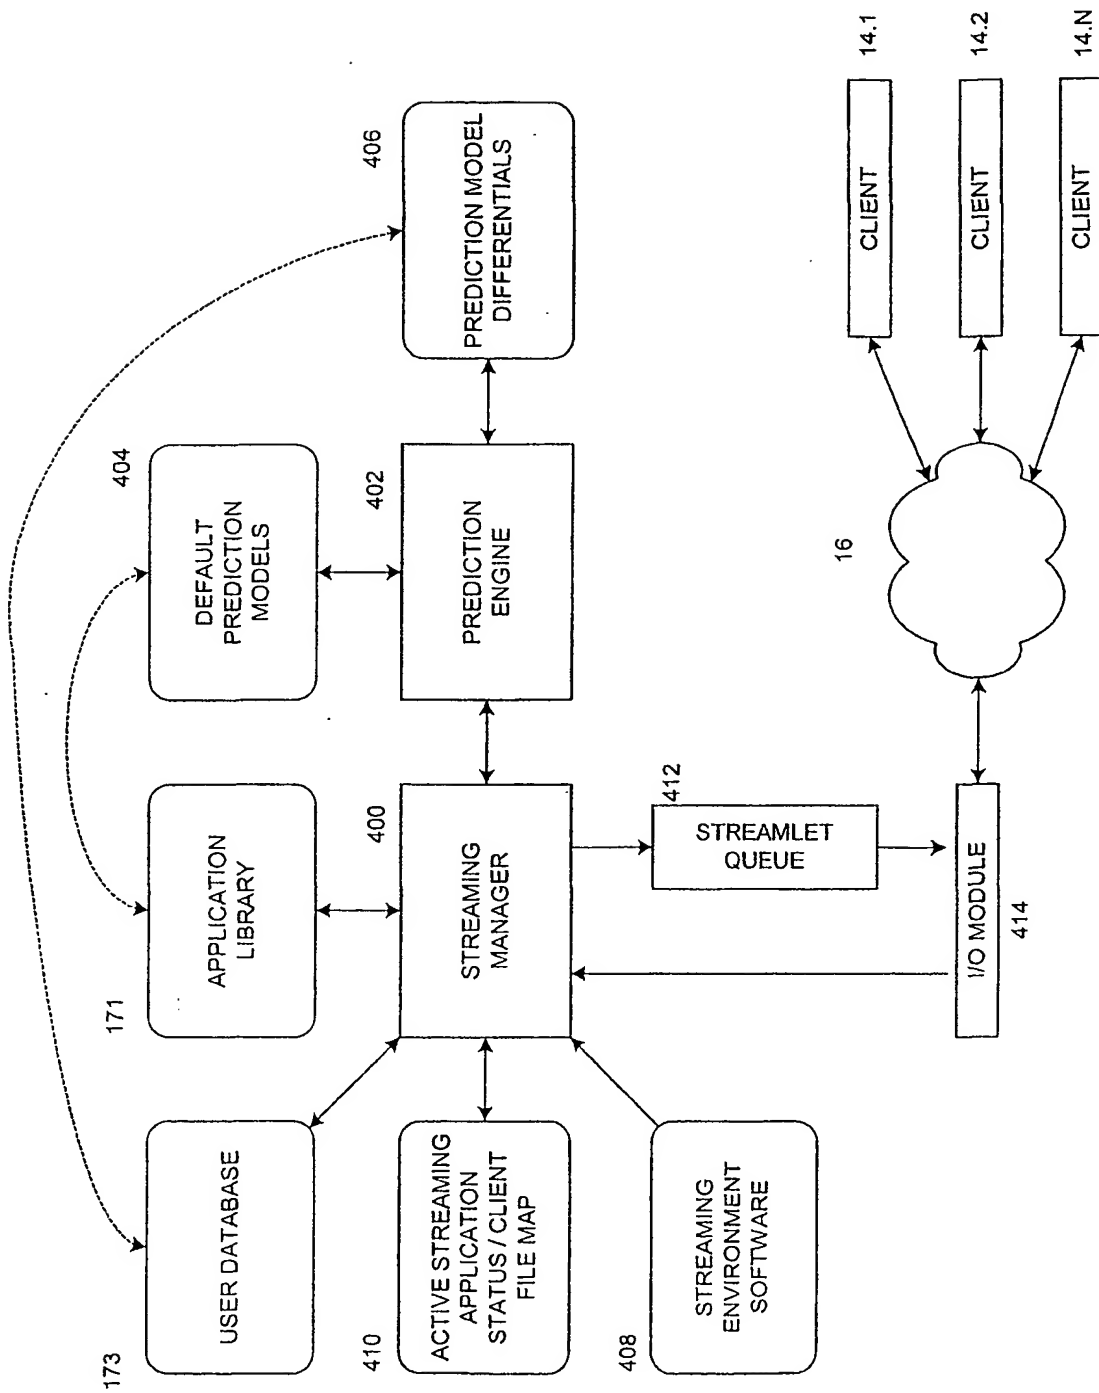 173
USER DATABASE
171
APPLICATION
LIBRARY
404
DEFAULT
PREDICTION
MODELS
410
ACTIVE STREAMING
APPLICATION
STATUS / CLIENT
FILE MAP
400
STREAMING
MANAGER
402
PREDICTION
ENGINE
406
PREDICTION MODEL
DIFFERENTIALS
408
STREAMING
ENVIRONMENT
SOFTWARE
412
STREAMLET
QUEUE
I/O MODULE
414
16
CLIENT
14.1
CLIENT
14.2
CLIENT
14.N